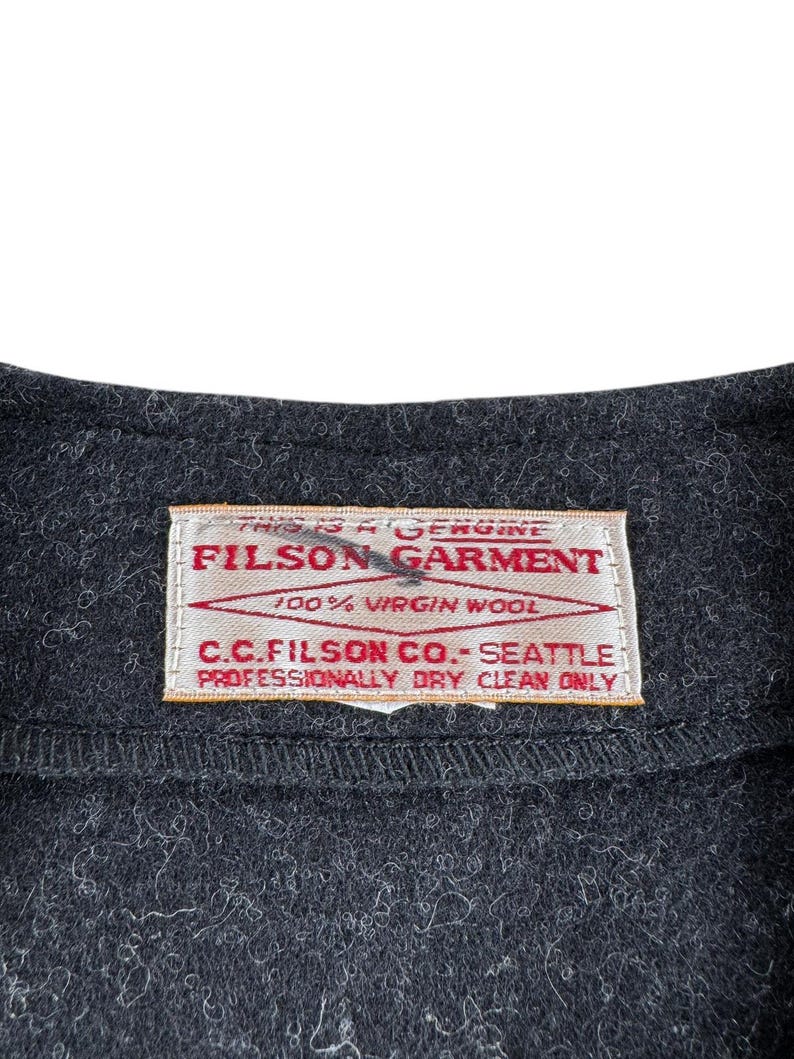 THIS IS A GENUINE
FILSON GARMENT
100% VIRGIN WOOL
C.C. FILSON CO. - SEATTLE
PROFESSIONALLY DRY CLEAN ONLY